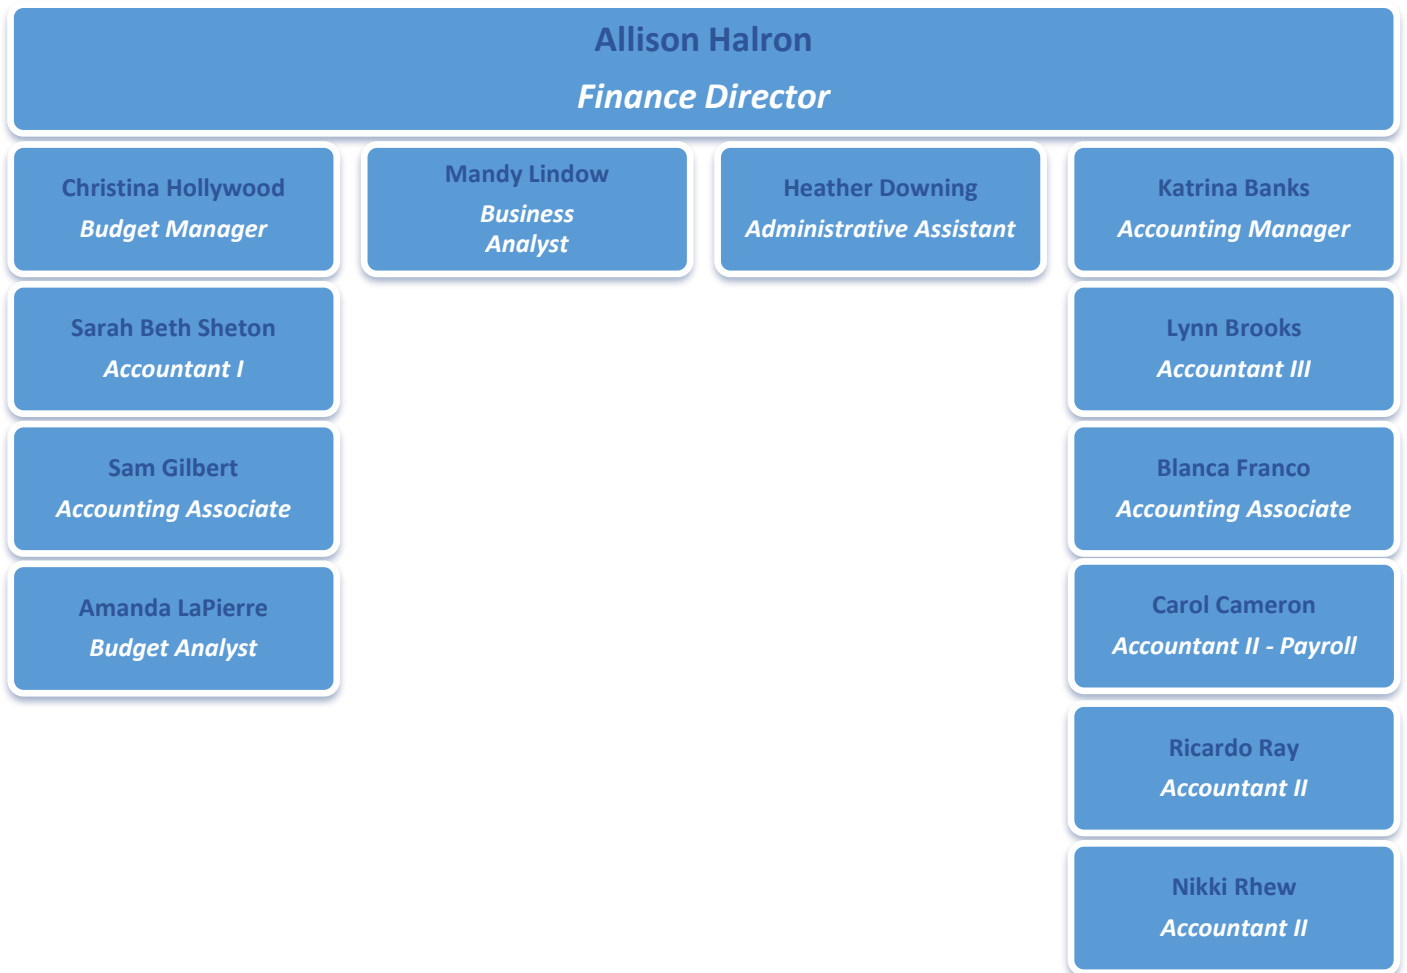 Allison Halron
Finance Director
Christina Hollywood
Budget Manager
Mandy Lindow
Business
Analyst
Heather Downing
Administrative Assistant
Katrina Banks
Accounting Manager
Sarah Beth Sheton
Accountant I
Lynn Brooks
Accountant III
Sam Gilbert
Accounting Associate
Blanca Franco
Accounting Associate
Amanda LaPierre
Budget Analyst
Carol Cameron
Accountant II - Payroll
Ricardo Ray
Accountant II
Nikki Rhew
Accountant II